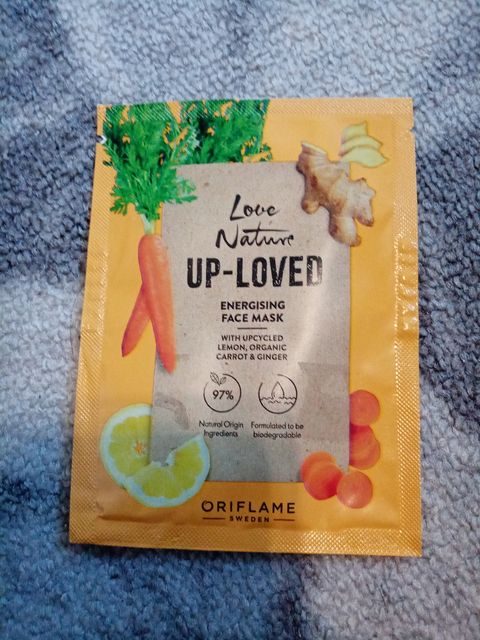 Love
Nature
UP-LOVED
ENERGISING
FACE MASK
WITH UPCYCLED
LEMON, ORGANIC
CARROT & GINGER
97%
Natural Origin
Ingredients
Formulated to be
biodegradable
ORIFLAME
SWEDEN